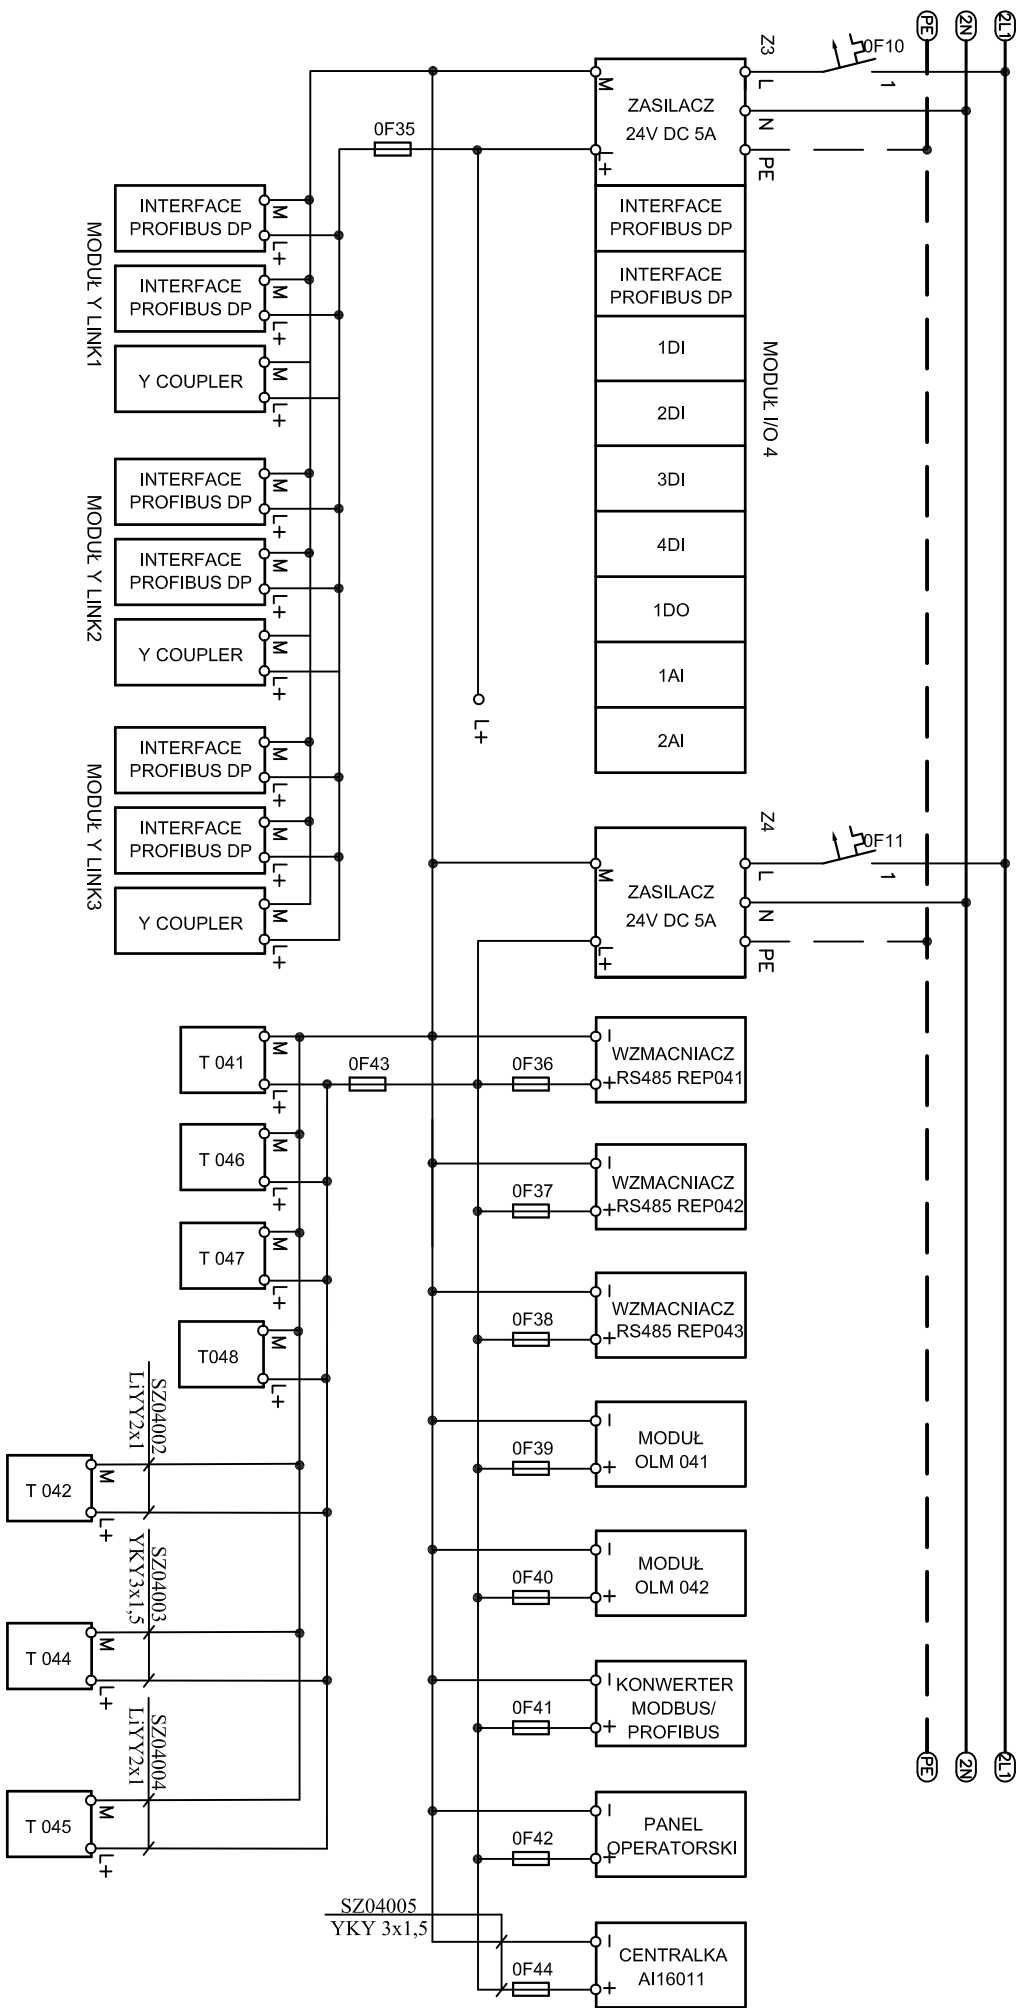 PE
2N
2L1
Z3
0F10
L
1
M
ZASILACZ
24V DC 5A
N
0F35
L+
PE
INTERFACE
PROFIBUS DP
M
L+
INTERFACE
PROFIBUS DP
M
L+
Y COUPLER
M
L+
MODUŁ Y LINK1
INTERFACE
PROFIBUS DP
INTERFACE
PROFIBUS DP
1DI
2DI
3DI
4DI
1DO
1AI
2AI
MODUŁ I/O 4
INTERFACE
PROFIBUS DP
M
L+
INTERFACE
PROFIBUS DP
M
L+
Y COUPLER
M
L+
MODUŁ Y LINK2
L+
INTERFACE
PROFIBUS DP
M
L+
INTERFACE
PROFIBUS DP
M
L+
Y COUPLER
M
L+
MODUŁ Y LINK3
Z4
0F11
L
1
M
ZASILACZ
24V DC 5A
N
L+
PE
T 041
M
L+
0F43
0F36
-
+
WZMACNIACZ
RS485 REP041
T 046
M
L+
0F37
-
+
WZMACNIACZ
RS485 REP042
T 047
M
L+
0F38
-
+
WZMACNIACZ
RS485 REP043
T048
M
L+
SZ04002
LiYY2x1
T 042
M
L+
0F39
-
+
MODUŁ
OLM 041
SZ04003
YKY3x1,5
T 044
M
L+
0F40
-
+
MODUŁ
OLM 042
SZ04004
LiYY2x1
T 045
M
L+
0F41
-
+
KONWERTER
MODBUS/
PROFIBUS
PE
2N
2L1
0F42
-
+
PANEL
OPERATORSKI
SZ04005
YKY 3x1,5
0F44
-
+
CENTRALKA
AI16011